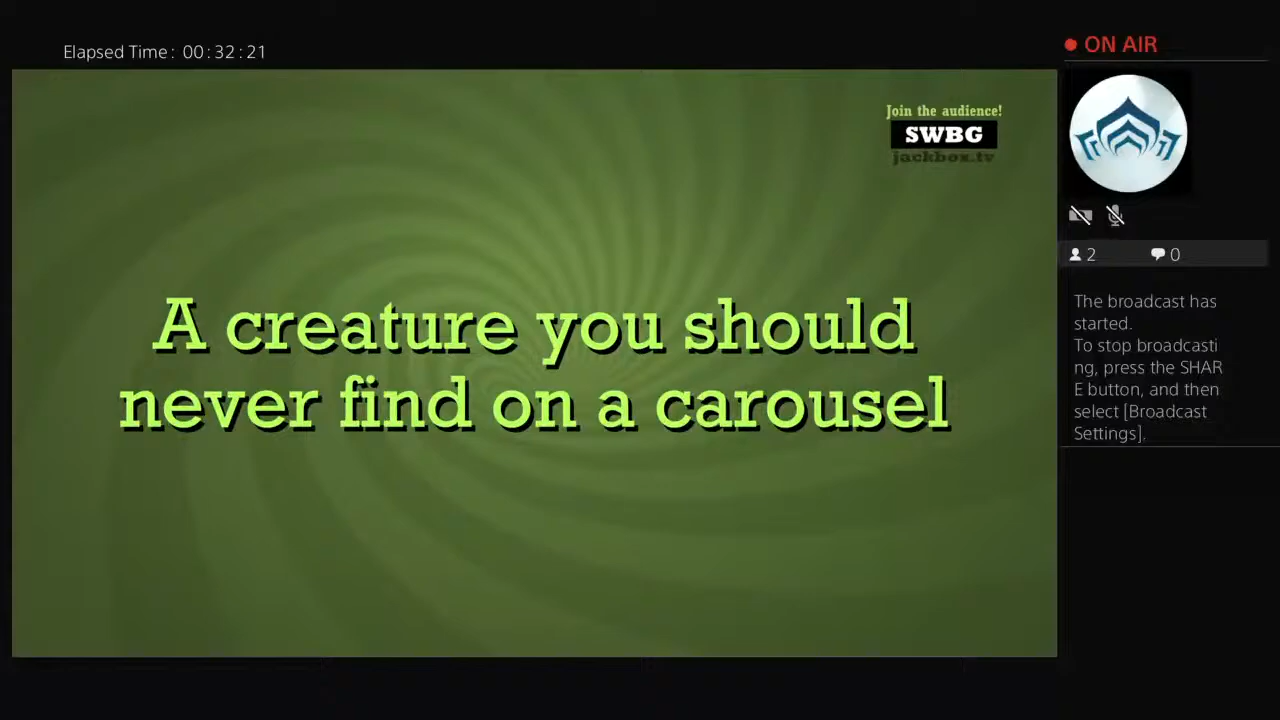 Elapsed Time: 00:32:21
ON AIR
Join the audience!
SWBG
jackbox.tv
A creature you should
never find on a carousel
2
0
The broadcast has
started.
To stop broadcasti
ng, press the SHAR
E button, and then
select [Broadcast
Settings].